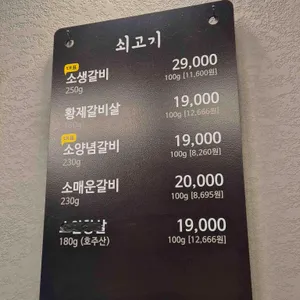 쇠고기
소생갈비 29,000
250g 100g [11,600원]
황제갈비살 19,000
100g [12,666원]
소양념갈비 19,000
230g 100g [8,260원]
소매운갈비 20,000
230g 100g [8,695원]
19,000
180g (호주산) 100g [12,666원]